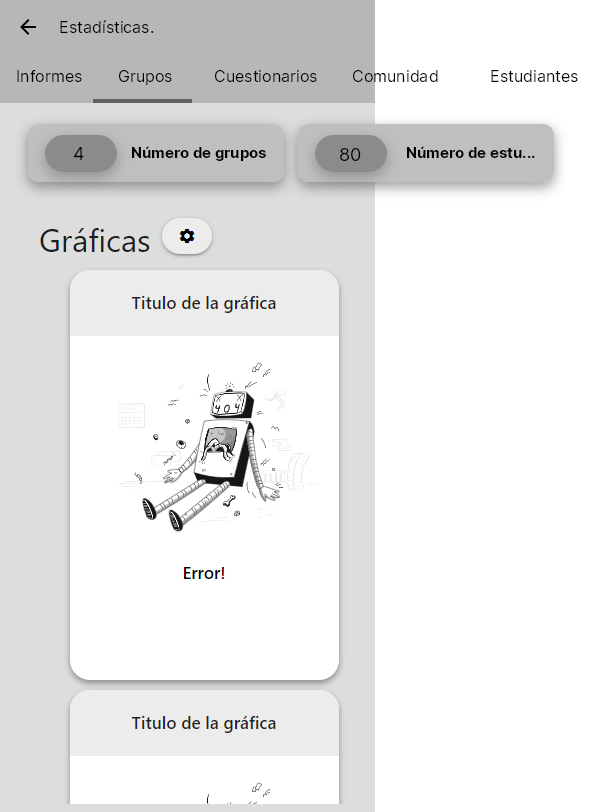 Estadísticas.
Informes Grupos Cuestionarios Comunidad Estudiantes
4 Número de grupos 80 Número de estu...
Gráficas
Titulo de la gráfica
404
Error!
Titulo de la gráfica